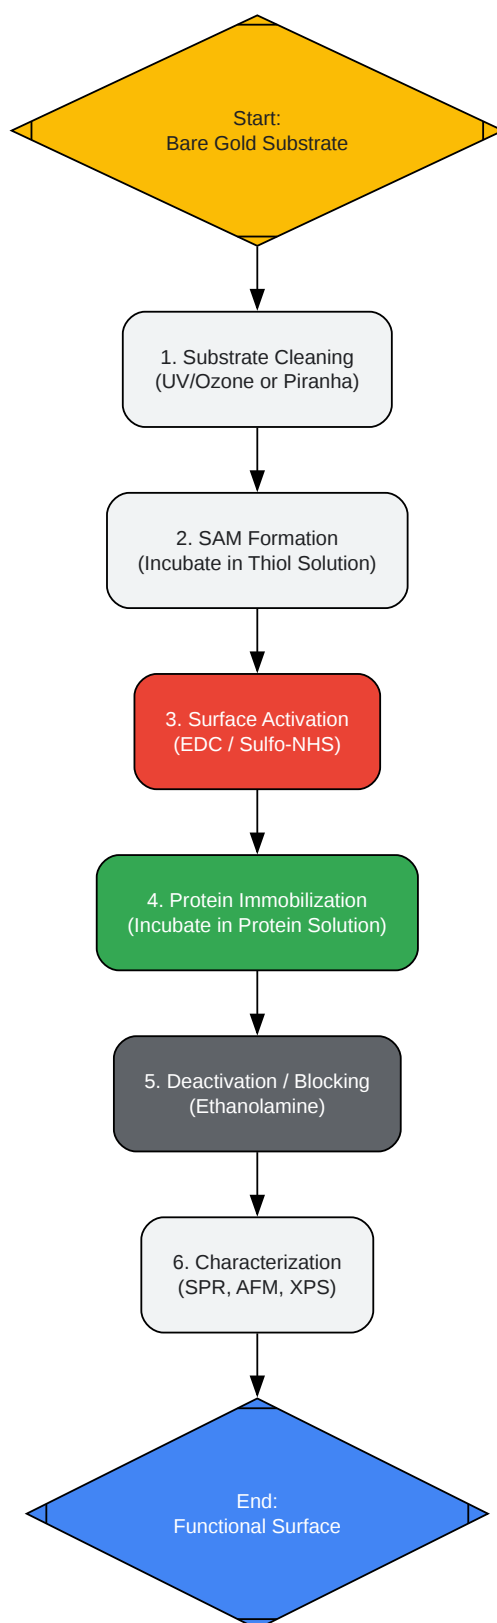 Start:
Bare Gold Substrate
1. Substrate Cleaning
(UV/Ozone or Piranha)
2. SAM Formation
(Incubate in Thiol Solution)
3. Surface Activation
(EDC / Sulfo-NHS)
4. Protein Immobilization
(Incubate in Protein Solution)
5. Deactivation / Blocking
(Ethanolamine)
6. Characterization
(SPR, AFM, XPS)
End:
Functional Surface